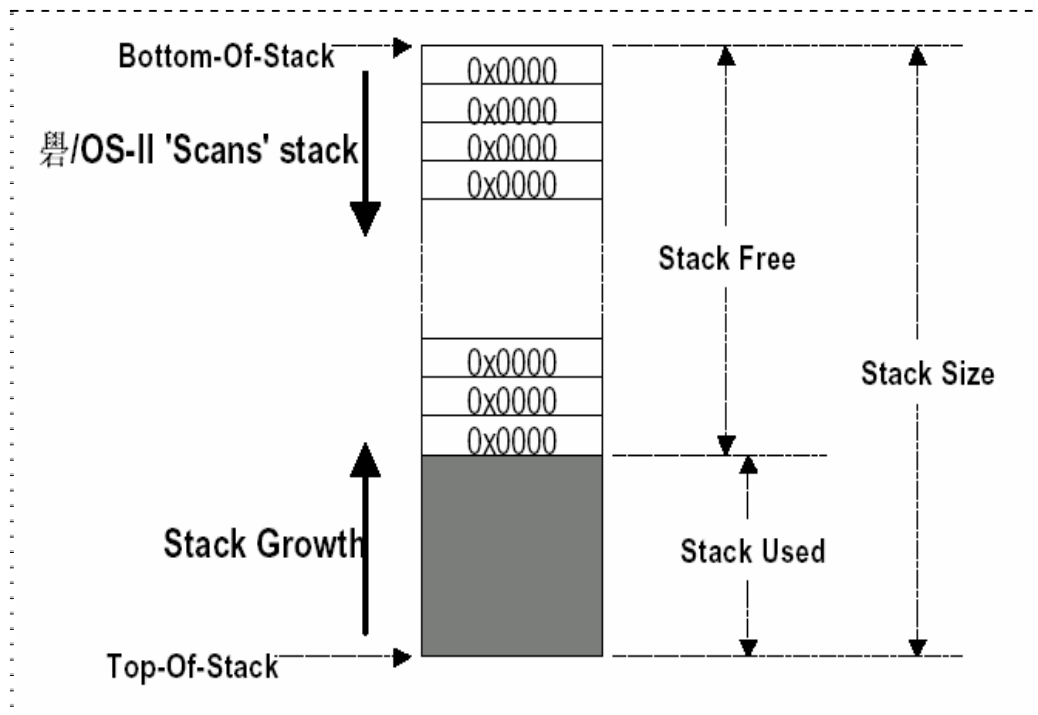 Bottom-Of-Stack
0x0000
0x0000
礐/OS-II 'Scans' stack
0x0000
0x0000
Stack Free
0x0000
Stack Size
0x0000
0x0000
Stack Growth
Stack Used
Top-Of-Stack